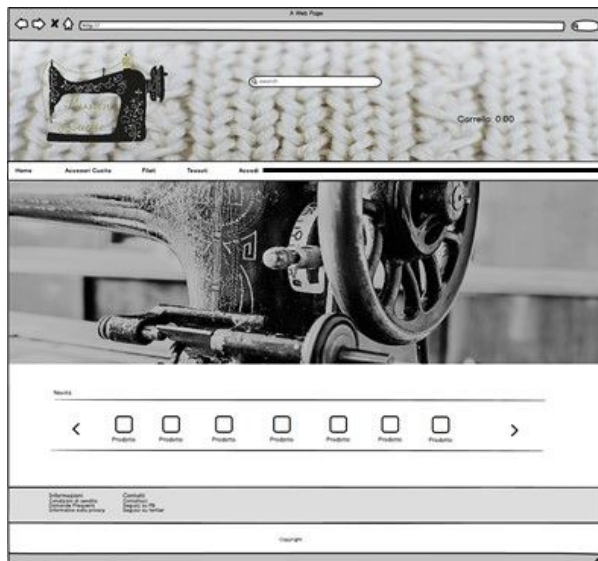 A Web Page
http://
search
Carrello 0.00
Home Accessori Cucito Filati Tessuti Accedi
Novità
Prodotto Prodotto Prodotto Prodotto Prodotto Prodotto Prodotto
Informazioni Contatti
Condizioni di vendita Contattaci
Domande Frequenti Seguici su FB
Informativa sulla privacy Seguici su twitter
Copyright